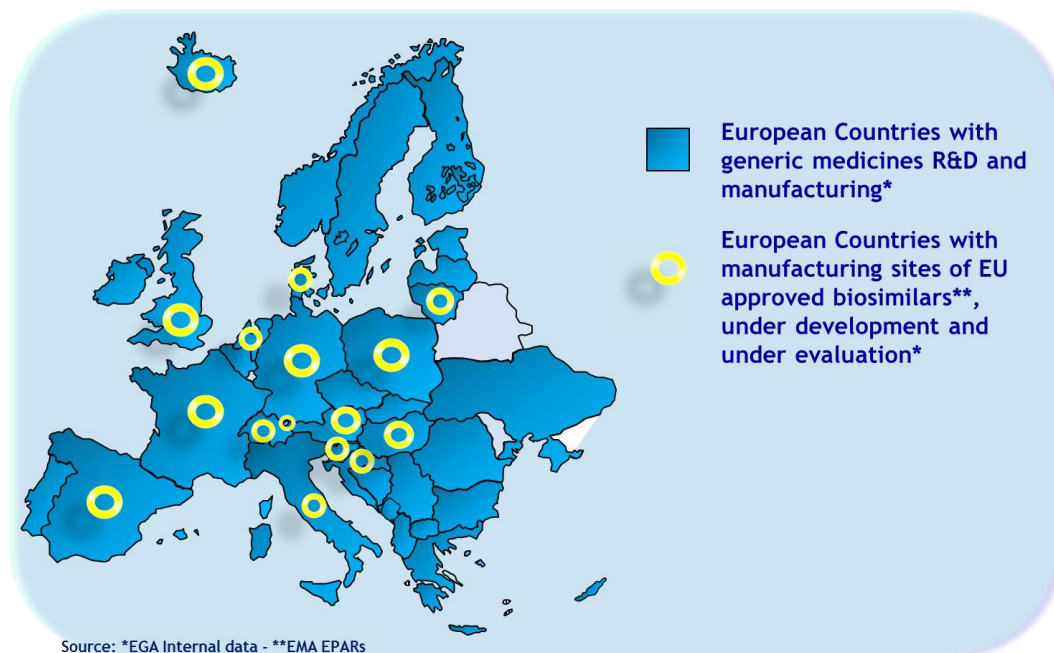 European Countries with
generic medicines R&D and
manufacturing*
European Countries with
manufacturing sites of EU
approved biosimilars**,
under development and
under evaluation*
Source: *EGA Internal data - **EMA EPARs